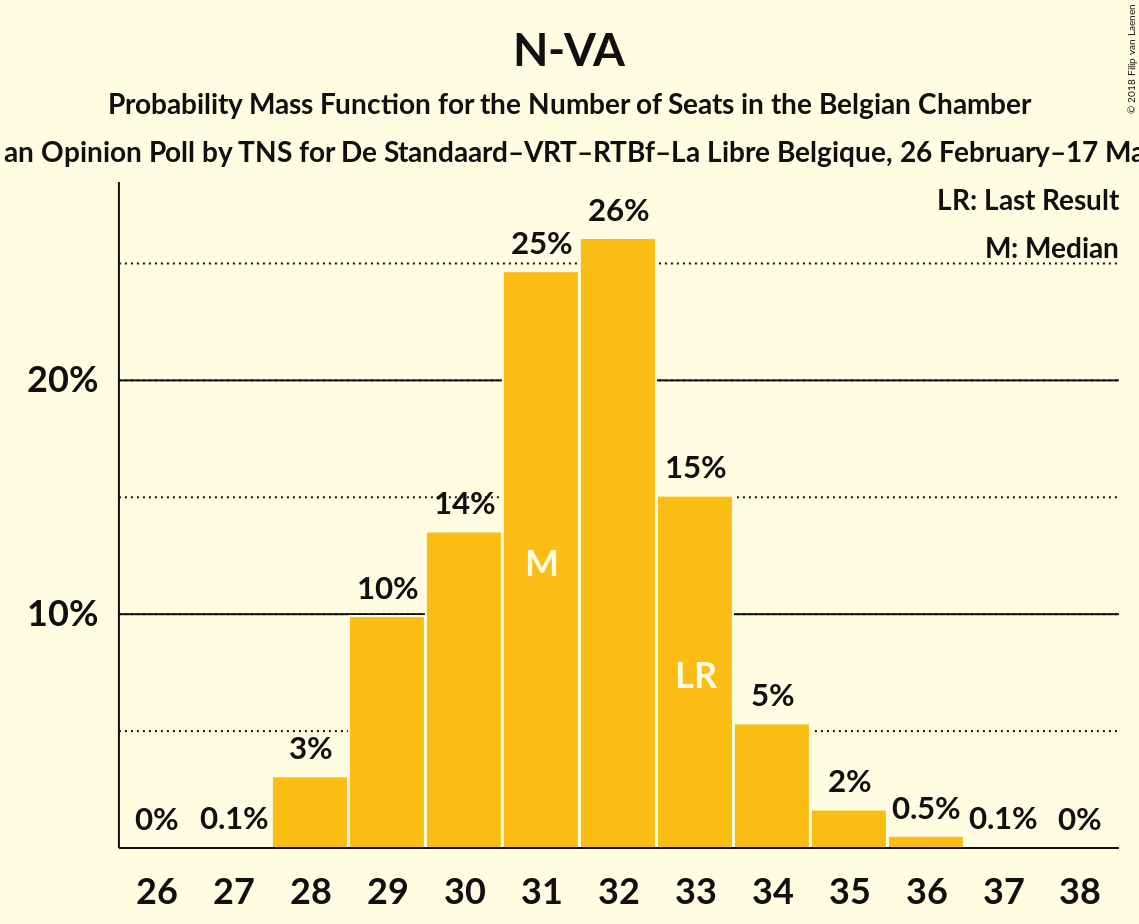 N-VA
Probability Mass Function for the Number of Seats in the Belgian Chamber
an Opinion Poll by TNS for De Standaard–VRT–RTBf–La Libre Belgique, 26 February–17 Ma
© 2018 Filip van Laenen
LR: Last Result
M: Median
20%
10%
0%
0.1%
3%
10%
14%
25%
26%
15%
5%
2%
0.5%
0.1%
0%
M
LR
26 27 28 29 30 31 32 33 34 35 36 37 38